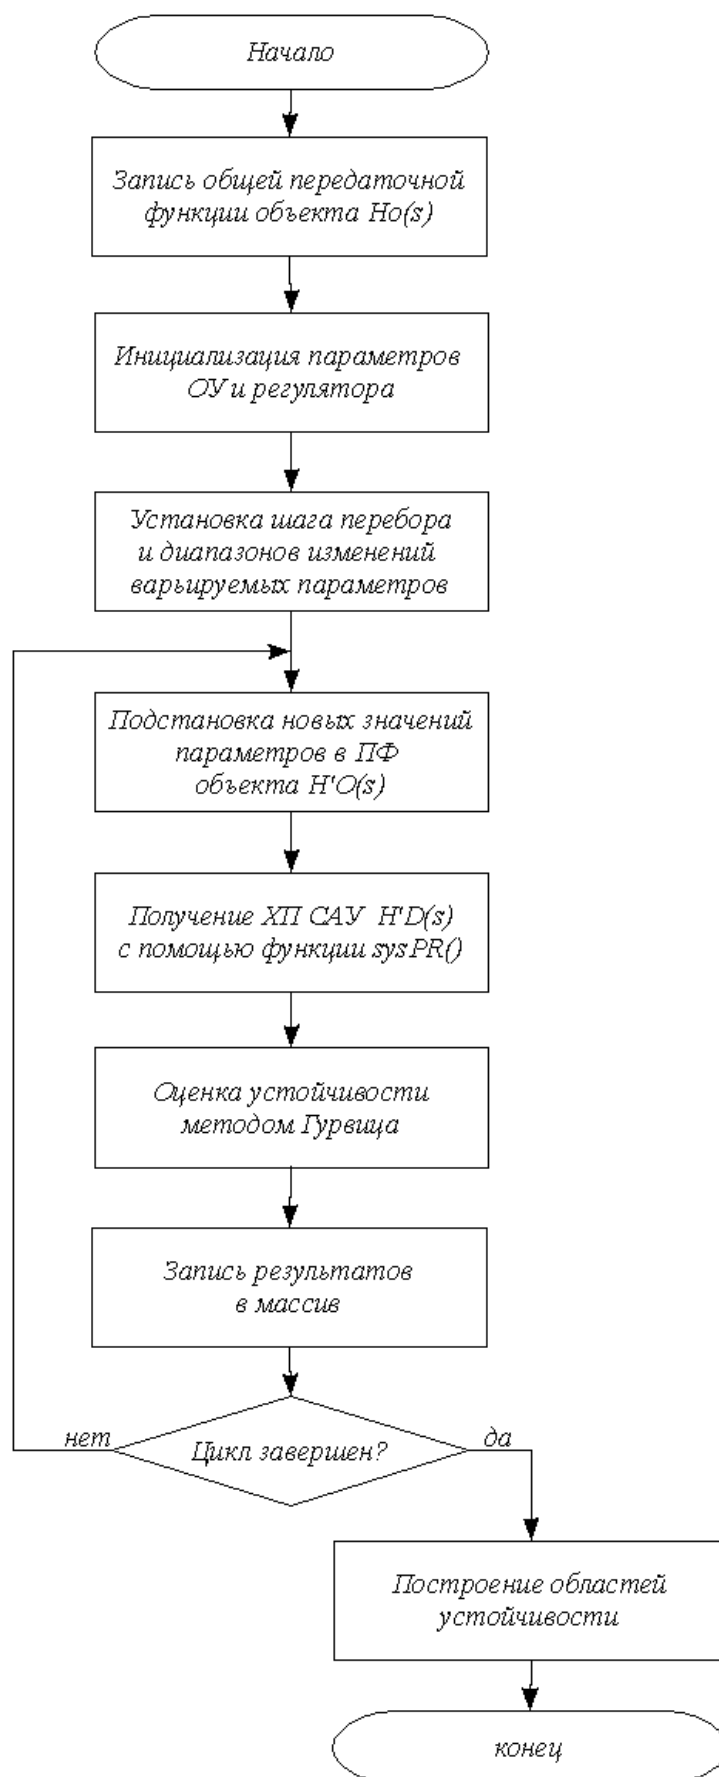 Начало
Запись общей передаточной
функции объекта Ho(s)
Инициализация параметров
ОУ и регулятора
Установка шага перебора
и диапазонов изменений
варьируемых параметров
Подстановка новых значений
параметров в ПФ
объекта H'O(s)
Получение ХП САУ H'D(s)
с помощью функции sysPR()
Оценка устойчивости
методом Гурвица
Запись результатов
в массив
нет
Цикл завершен?
да
Построение областей
устойчивости
конец